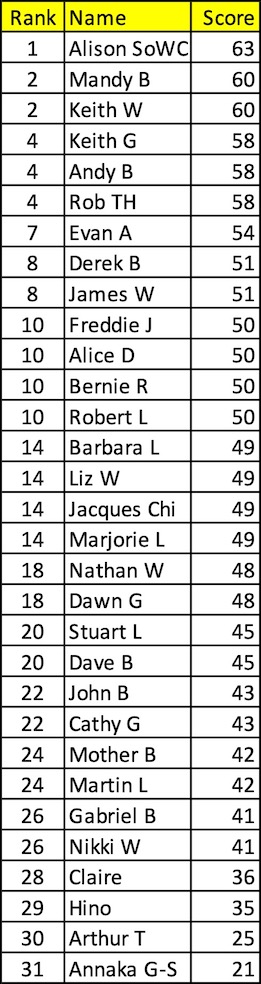 Rank Name Score
1 Alison SoWC 63
2 Mandy B 60
2 Keith W 60
4 Keith G 58
4 Andy B 58
4 Rob TH 58
7 Evan A 54
8 Derek B 51
8 James W 51
10 Freddie J 50
10 Alice D 50
10 Bernie R 50
10 Robert L 50
14 Barbara L 49
14 Liz W 49
14 Jacques Chi 49
14 Marjorie L 49
18 Nathan W 48
18 Dawn G 48
20 Stuart L 45
20 Dave B 45
22 John B 43
22 Cathy G 43
24 Mother B 42
24 Martin L 42
26 Gabriel B 41
26 Nikki W 41
28 Claire 36
29 Hino 35
30 Arthur T 25
31 Annaka G-S 21